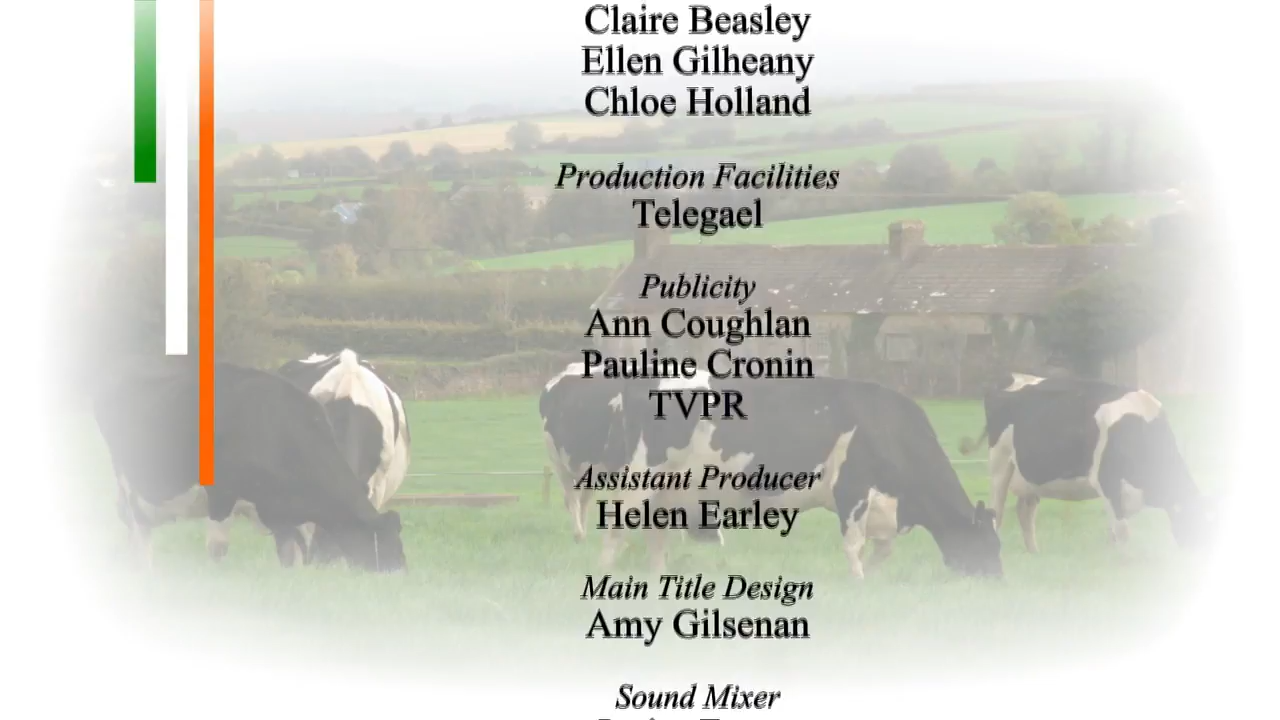 Claire Beasley
Ellen Gilheany
Chloe Holland
Production Facilities
Telegael
Publicity
Ann Coughlan
Pauline Cronin
TVPR
Assistant Producer
Helen Earley
Main Title Design
Amy Gilsenan
Sound Mixer